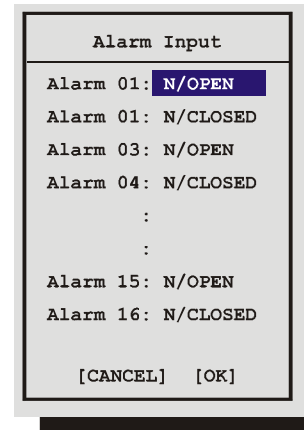 Alarm Input
Alarm 01: N/OPEN
Alarm 01: N/CLOSED
Alarm 03: N/OPEN
Alarm 04: N/CLOSED
:
:
Alarm 15: N/OPEN
Alarm 16: N/CLOSED
[CANCEL] [OK]